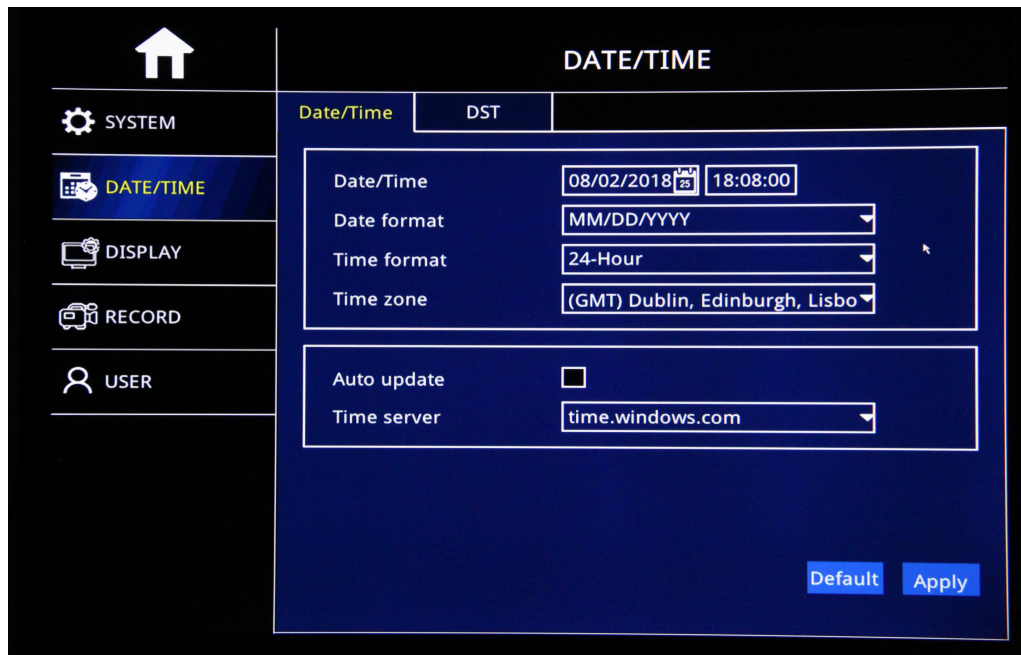 DATE/TIME
SYSTEM
DATE/TIME
DISPLAY
RECORD
USER
Date/Time DST
Date/Time 08/02/2018 25 18:08:00
Date format MM/DD/YYYY
Time format 24-Hour
Time zone (GMT) Dublin, Edinburgh, Lisbo
Auto update
Time server time.windows.com
Default Apply